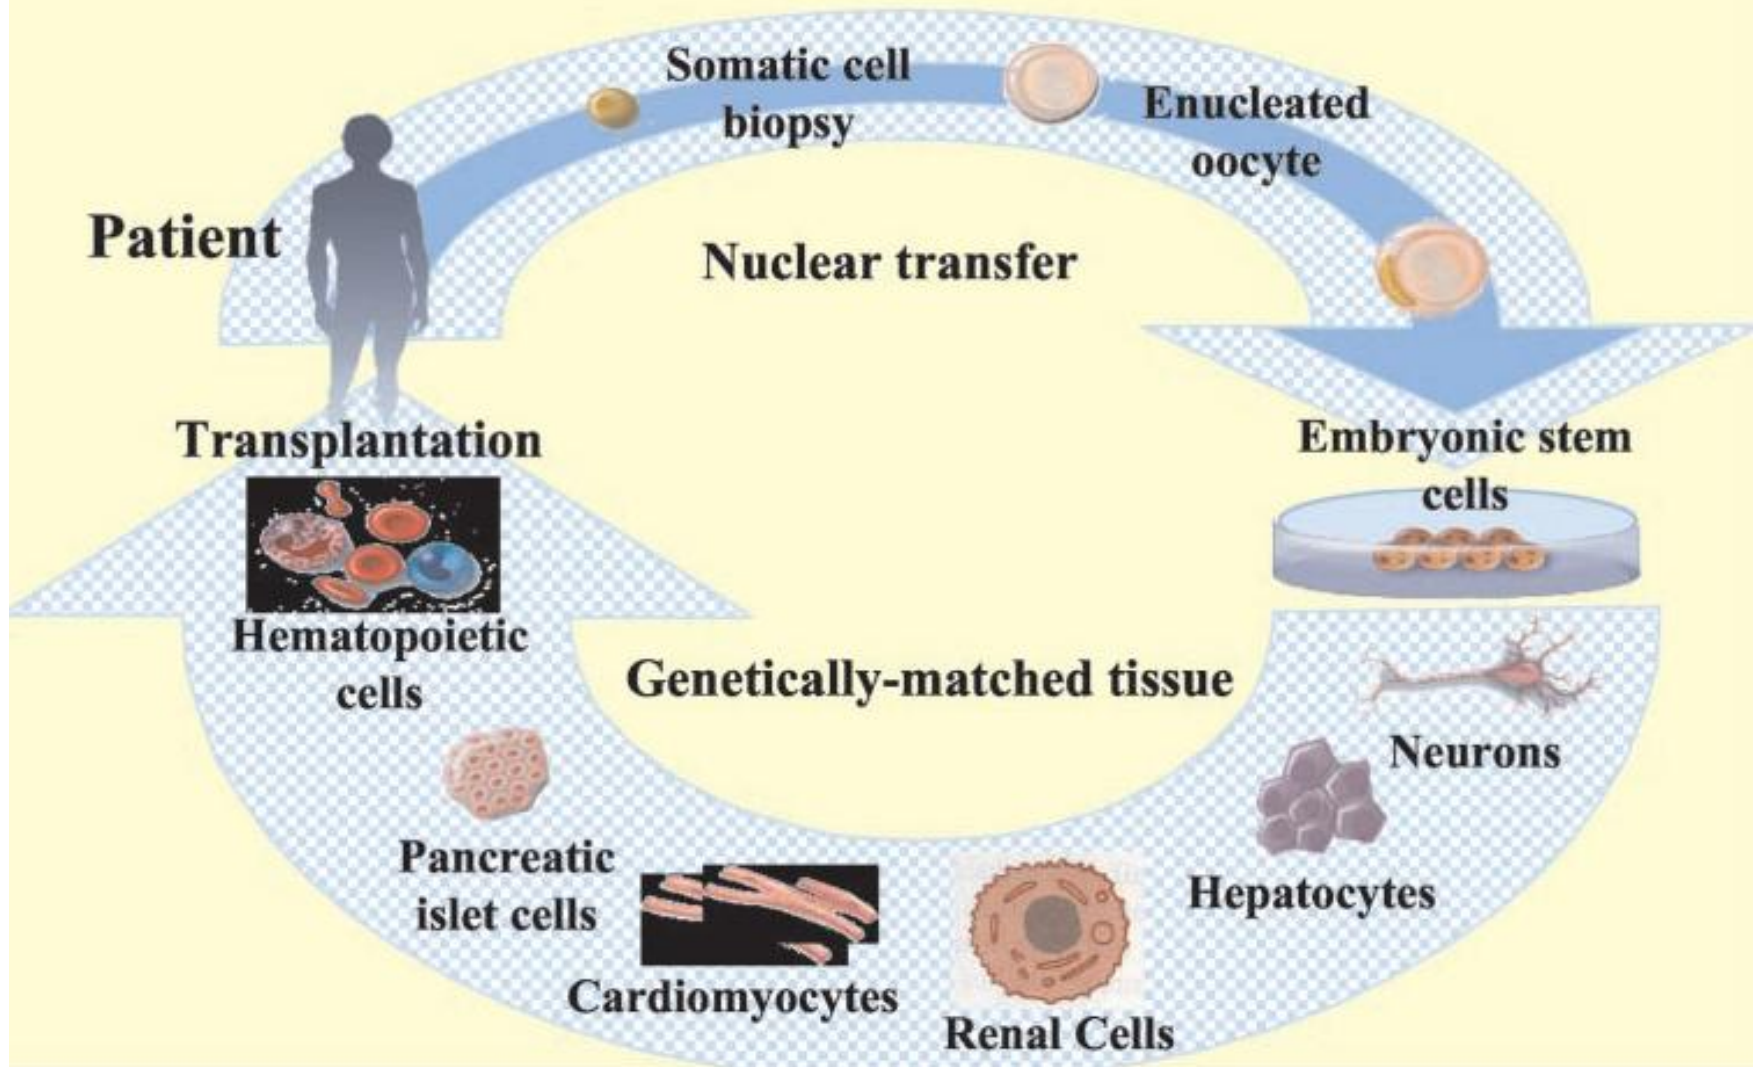 Somatic cell
biopsy
Enucleated
oocyte
Patient
Nuclear transfer
Transplantation
Embryonic stem
cells
Hematopoietic
cells
Genetically-matched tissue
Neurons
Pancreatic
islet cells
Hepatocytes
Cardiomyocytes
Renal Cells